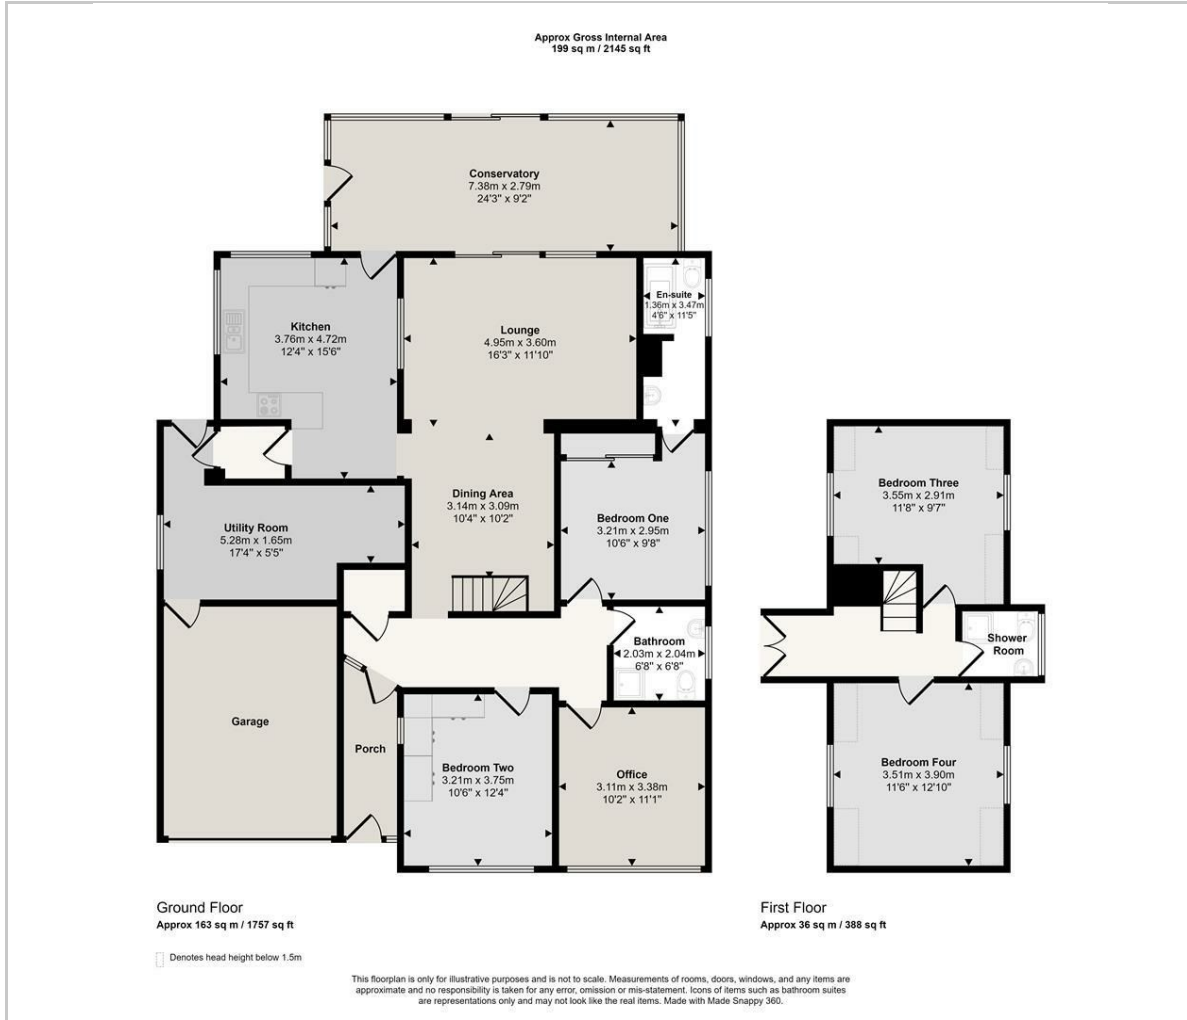 Approx Gross Internal Area
199 sq m / 2145 sq ft
Conservatory
7.38m x 2.79m
24'3" x 9'2"
Kitchen
3.76m x 4.72m
12'4" x 15'6"
Lounge
4.95m x 3.60m
16'3" x 11'10"
En-suite
1.36m x 3.47m
4'6" x 11'5"
Utility Room
5.28m x 1.65m
17'4" x 5'5"
Dining Area
3.14m x 3.09m
10'4" x 10'2"
Bedroom One
3.21m x 2.95m
10'6" x 9'8"
Bathroom
2.03m x 2.04m
6'8" x 6'8"
Garage
Porch
Bedroom Two
3.21m x 3.75m
10'6" x 12'4"
Office
3.11m x 3.38m
10'2" x 11'1"
Bedroom Three
3.55m x 2.91m
11'8" x 9'7"
Shower
Room
Bedroom Four
3.51m x 3.90m
11'6" x 12'10"
Ground Floor
Approx 163 sq m / 1757 sq ft
First Floor
Approx 36 sq m / 388 sq ft
Denotes head height below 1.5m
This floorplan is only for illustrative purposes and is not to scale. Measurements of rooms, doors, windows, and any items are
approximate and no responsibility is taken for any error, omission or mis-statement. Icons of items such as bathroom suites
are representations only and may not look like the real items. Made with Made Snappy 360.